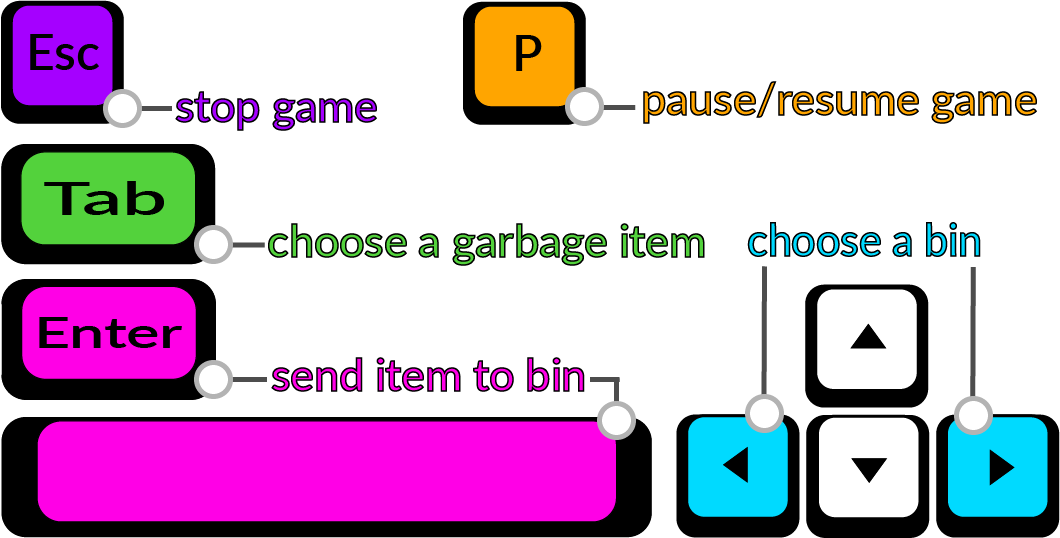 Esc
P
stop game
pause/resume game
Tab
choose a garbage item
choose a bin
Enter
send item to bin